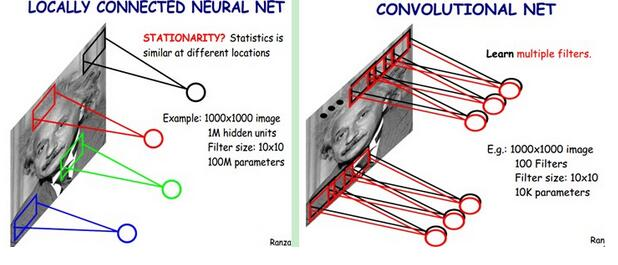 LOCALLY CONNECTED NEURAL NET
STATIONARITY? Statistics is
similar at different locations
Example: 1000x1000 image
1M hidden units
Filter size: 10x10
100M parameters
Ranza
CONVOLUTIONAL NET
Learn multiple filters.
E.g.: 1000x1000 image
100 Filters
Filter size: 10x10
10K parameters
Ran